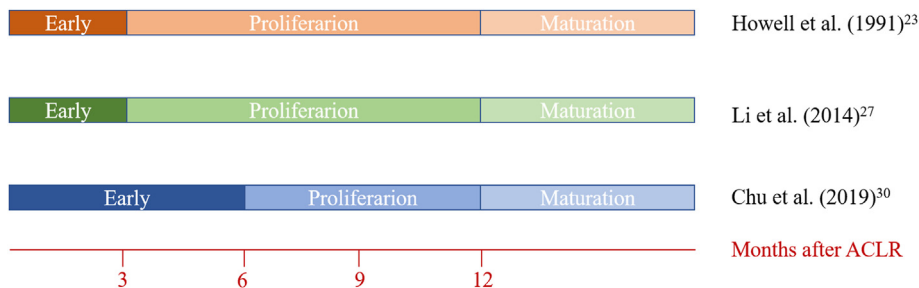 Early Proliferarion Maturation Howell et al. (1991)²³
Early Proliferarion Maturation Li et al. (2014)²⁷
Early Proliferarion Maturation Chu et al. (2019)³⁰
Months after ACLR
3 6 9 12